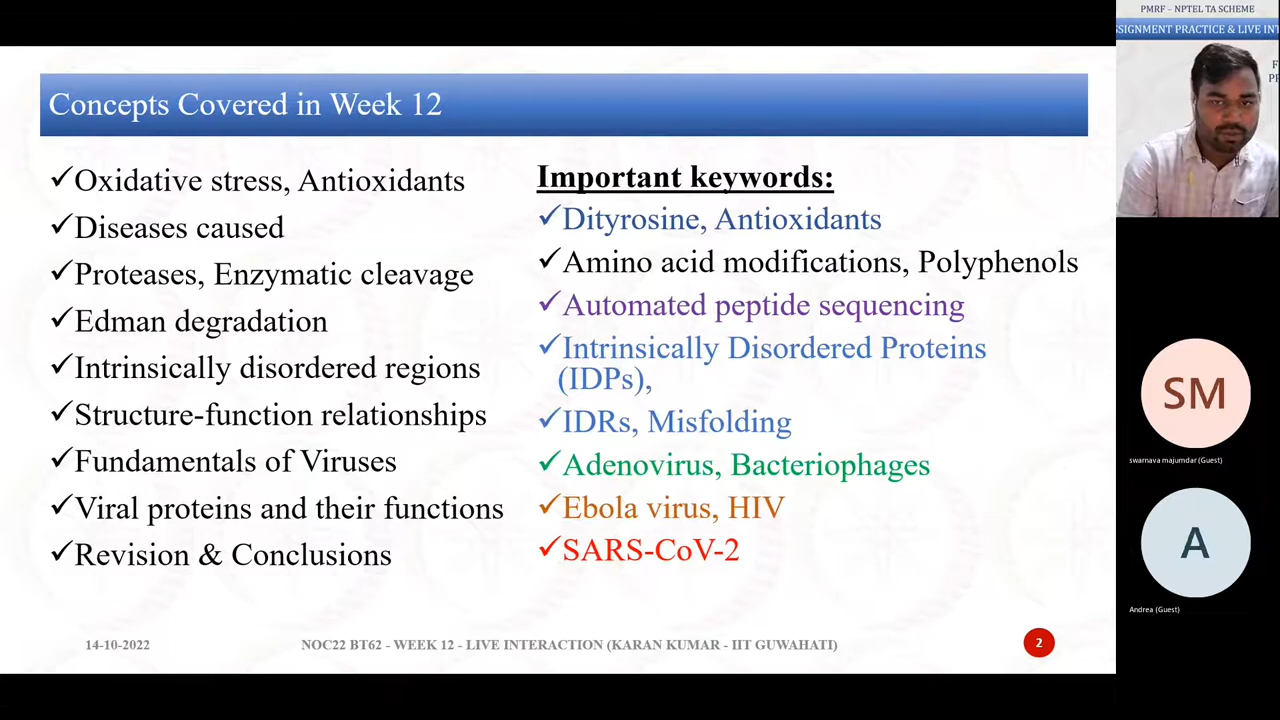 PMRF – NPTEL TA SCHEME
SSIGNMENT PRACTICE & LIVE INT
F
PR
Concepts Covered in Week 12
✓Oxidative stress, Antioxidants
✓Diseases caused
✓Proteases, Enzymatic cleavage
✓Edman degradation
✓Intrinsically disordered regions
✓Structure-function relationships
✓Fundamentals of Viruses
✓Viral proteins and their functions
✓Revision & Conclusions
Important keywords:
✓Dityrosine, Antioxidants
✓Amino acid modifications, Polyphenols
✓Automated peptide sequencing
✓Intrinsically Disordered Proteins
(IDPs),
✓IDRs, Misfolding
✓Adenovirus, Bacteriophages
✓Ebola virus, HIV
✓SARS-CoV-2
14-10-2022
NOC22 BT62 - WEEK 12 - LIVE INTERACTION (KARAN KUMAR - IIT GUWAHATI)
2
SM
swarnava majumdar (Guest)
A
Andrea (Guest)